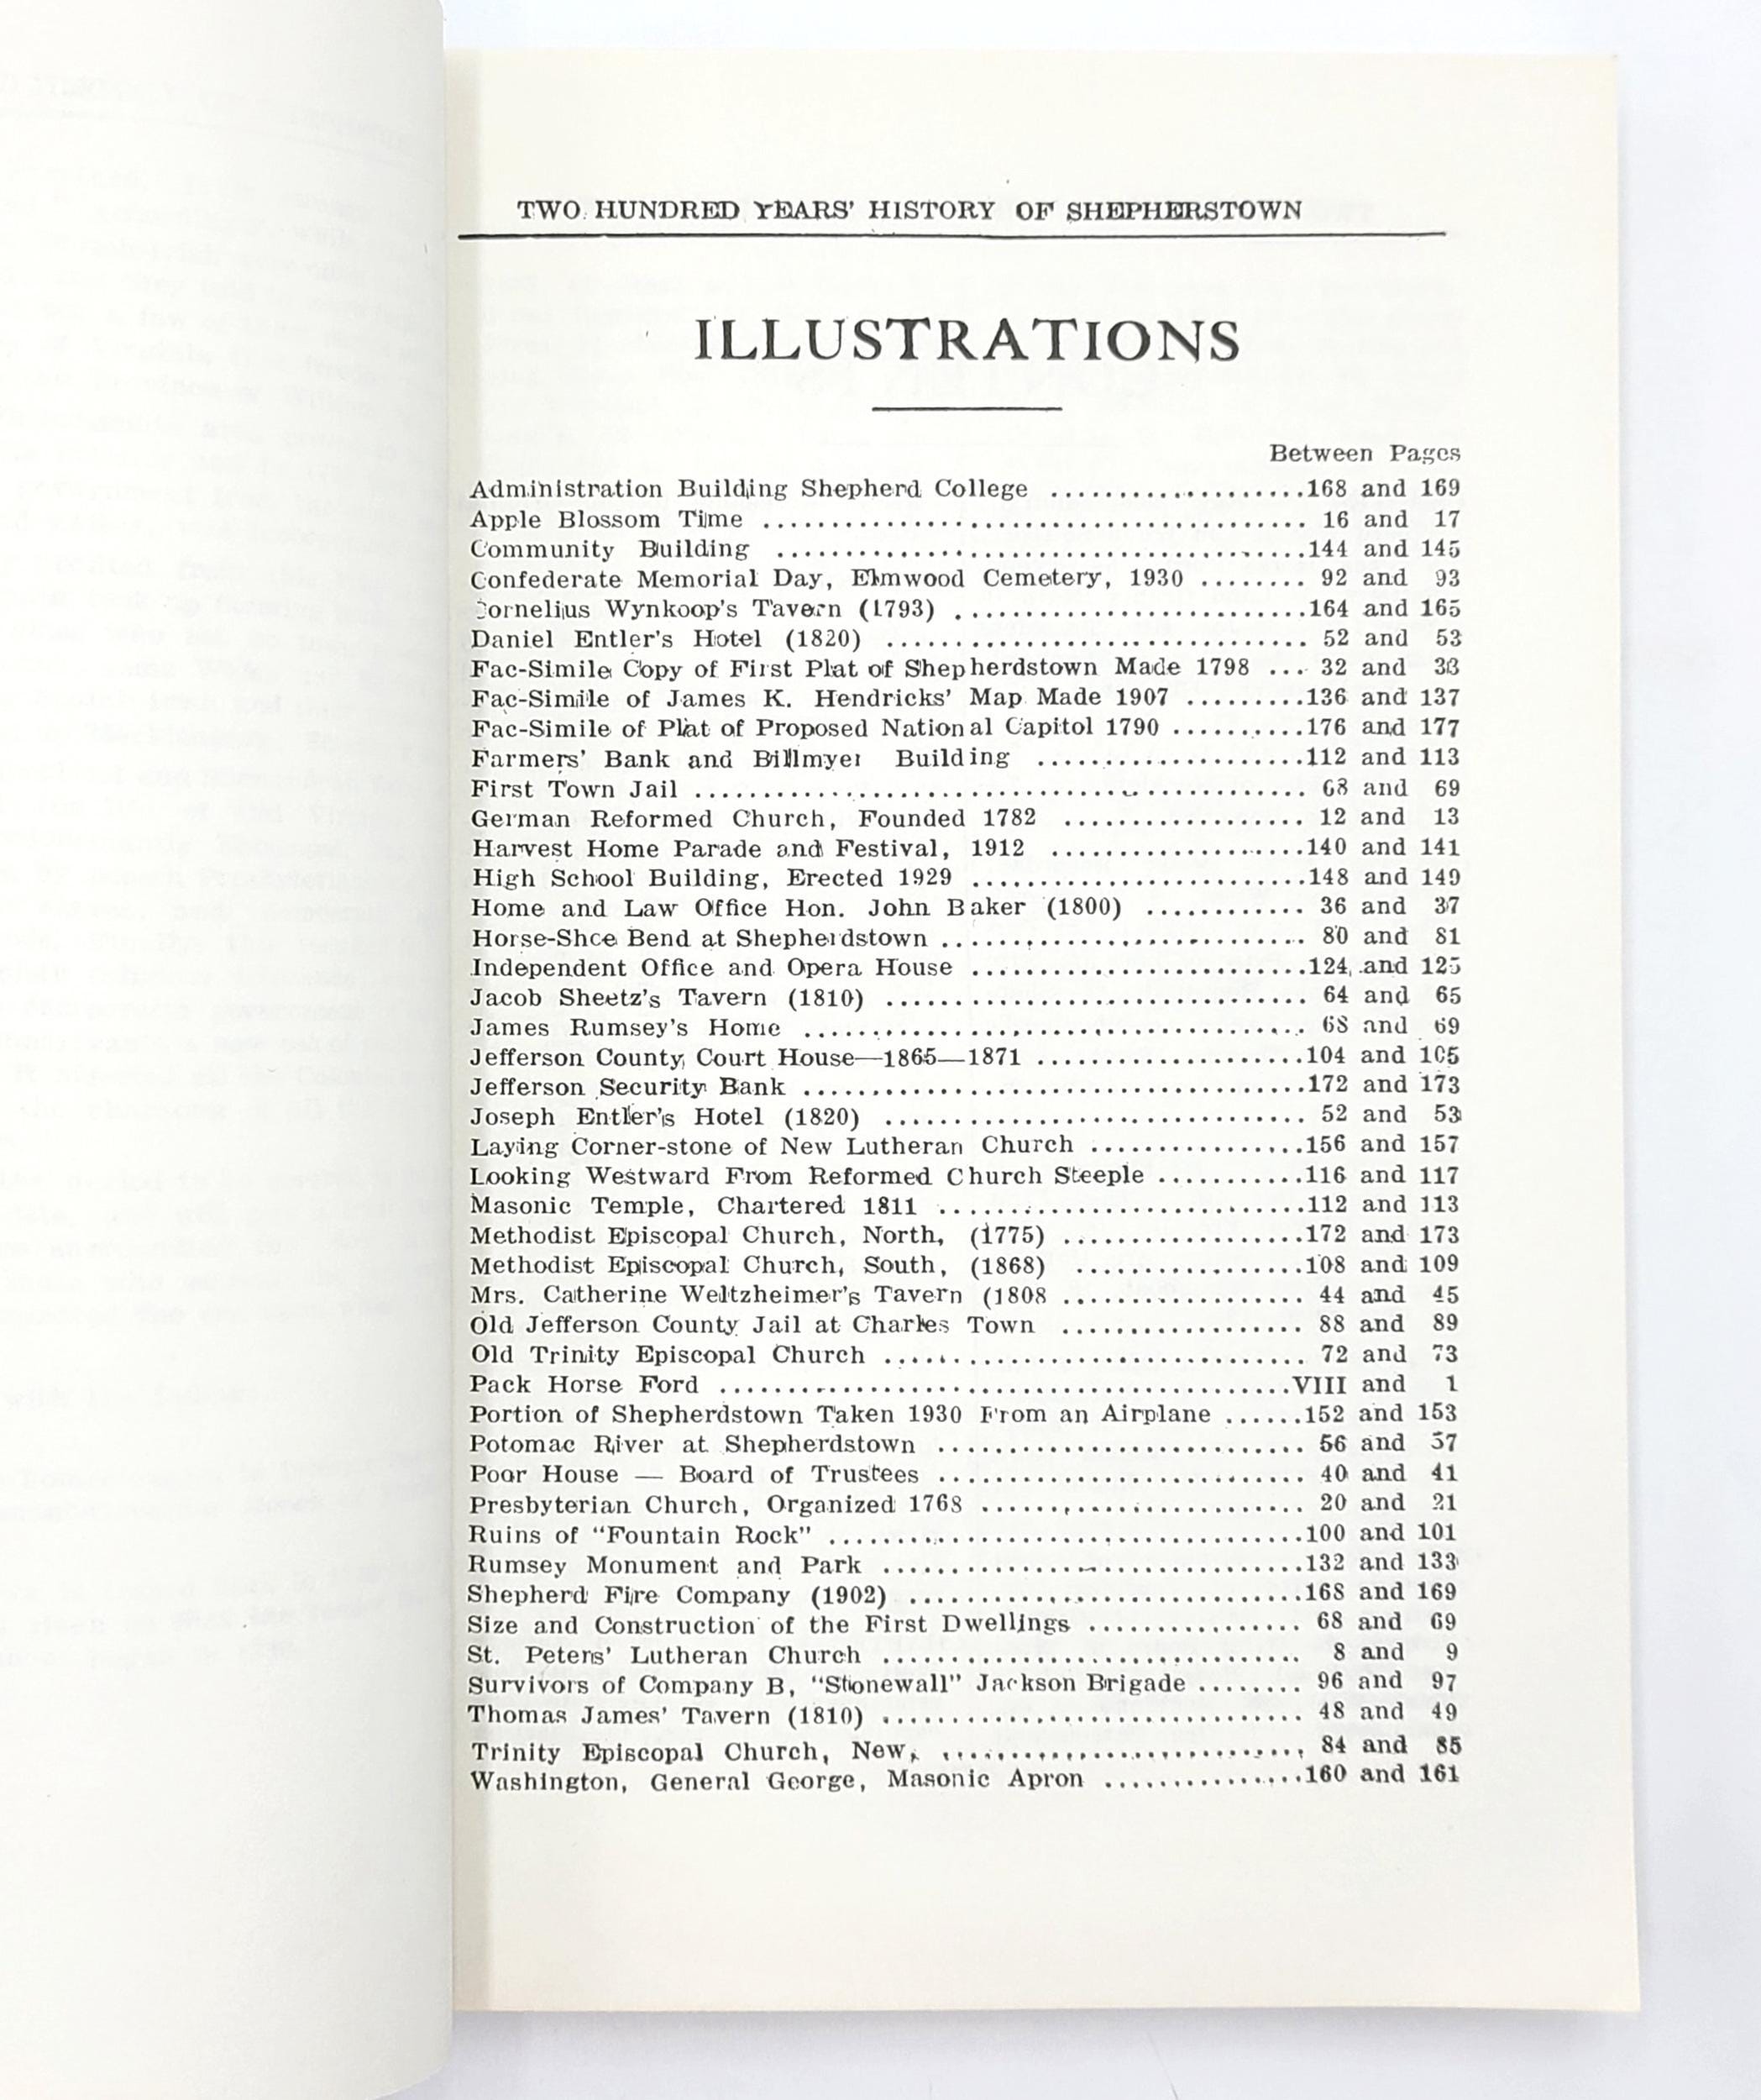 TWO HUNDRED YEARS' HISTORY OF SHEPHERSTOWN
ILLUSTRATIONS
Between Pages
Administration Building Shepherd College ...................168 and 169
Apple Blossom Time ........................................ 16 and 17
Community Building .......................................144 and 145
Confederate Memorial Day, Elmwood Cemetery, 1930 ........ 92 and 93
Cornelius Wynkoop's Tavern (1793) ..........................164 and 165
Daniel Entler's Hotel (1820) ............................... 52 and 53
Fac-Simile Copy of First Plat of Shepherdstown Made 1798 ... 32 and 33
Fac-Simile of James K. Hendricks' Map Made 1907 .........136 and 137
Fac-Simile of Plat of Proposed National Capitol 1790 ..........176 and 177
Farmers' Bank and Billmyer Building ....................112 and 113
First Town Jail ............................................. 68 and 69
German Reformed Church, Founded 1782 .................. 12 and 13
Harvest Home Parade and Festival, 1912 ...................140 and 141
High School Building, Erected 1929 .........................148 and 149
Home and Law Office Hon. John Baker (1800) ............ 36 and 37
Horse-Shoe Bend at Shepherdstown ........................... 80 and 81
Independent Office and Opera House .........................124 and 125
Jacob Sheetz's Tavern (1810) ............................... 64 and 65
James Rumsey's Home ..................................... 68 and 69
Jefferson County Court House—1865—1871 ....................104 and 105
Jefferson Security Bank .....................................172 and 173
Joseph Entler's Hotel (1820) ............................... 52 and 53
Laying Corner-stone of New Lutheran Church ................156 and 157
Looking Westward From Reformed Church Steeple ...........116 and 117
Masonic Temple, Chartered 1811 ...........................112 and 113
Methodist Episcopal Church, North, (1775) ..................172 and 173
Methodist Episcopal Church, South, (1868) .................108 and 109
Mrs. Catherine Weltzheimer's Tavern (1808 .................. 44 and 45
Old Jefferson County Jail at Charles Town .................. 88 and 89
Old Trinity Episcopal Church ............................... 72 and 73
Pack Horse Ford ..........................................VIII and 1
Portion of Shepherdstown Taken 1930 From an Airplane ......152 and 153
Potomac River at Shepherdstown ........................... 56 and 57
Poor House — Board of Trustees ........................... 40 and 41
Presbyterian Church, Organized 1768 ........................ 20 and 21
Ruins of "Fountain Rock" ...................................100 and 101
Rumsey Monument and Park ...............................132 and 133
Shepherd Fire Company (1902) .............................168 and 169
Size and Construction of the First Dwellings ................ 68 and 69
St. Peters' Lutheran Church ............................... 8 and 9
Survivors of Company B, "Stonewall" Jackson Brigade ........ 96 and 97
Thomas James' Tavern (1810) ............................... 48 and 49
Trinity Episcopal Church, New, ........................... 84 and 85
Washington, General George, Masonic Apron ...............160 and 161